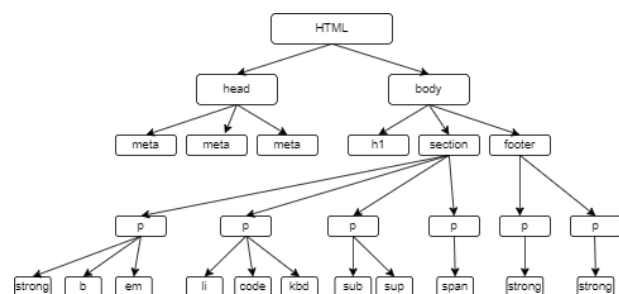 HTML
head body
meta meta meta h1 section footer
p p p p p p
strong b em li code kbd sub sup span strong strong